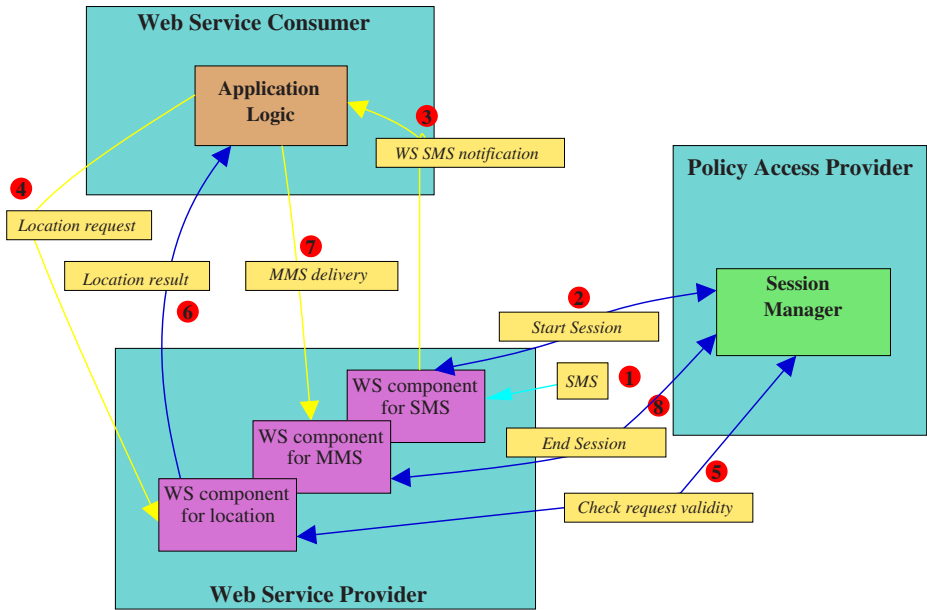 Web Service Consumer
Application
Logic
3
WS SMS notification
4
Location request
Policy Access Provider
7
Location result
MMS delivery
6
2
Session
Manager
Start Session
1
SMS
WS component
for SMS
8
WS component
for MMS
End Session
5
WS component
for location
Check request validity
Web Service Provider